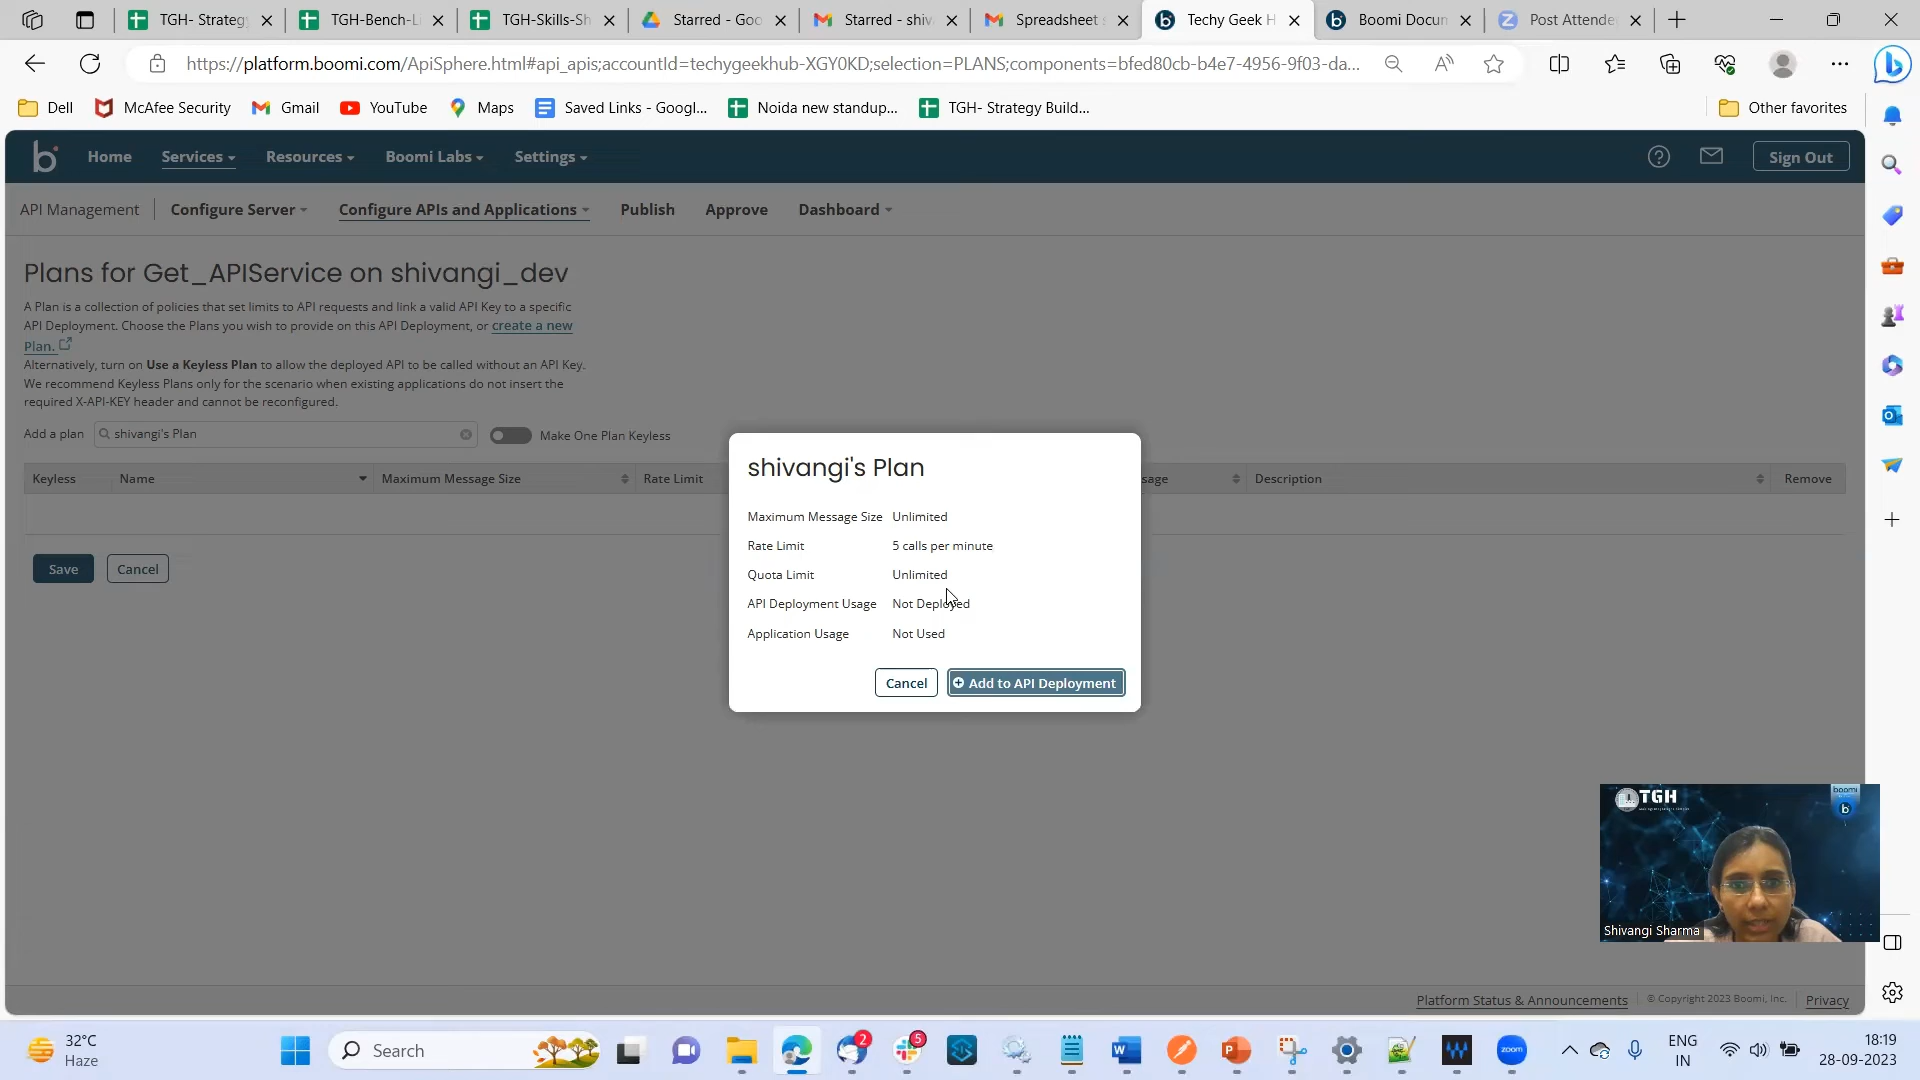 TGH- Strateg
TGH-Bench-Li
TGH-Skills-Sh
Starred - Goo
Starred - shiv
Spreadsheet s
Techy Geek H
Boomi Docun
Post Attende
https://platform.boomi.com/ApiSphere.html#api_apis;accountId=techygeekhub-XGY0KD;selection=PLANS;components=bfed80cb-b4e7-4956-9f03-da...
Dell
McAfee Security
Gmail
YouTube
Maps
Saved Links - Googl...
Noida new standup...
TGH- Strategy Build...
Other favorites
Home
Services
Resources
Boomi Labs
Settings
Sign Out
API Management
Configure Server
Configure APIs and Applications
Publish
Approve
Dashboard
Plans for Get_APIService on shivangi_dev
A Plan is a collection of policies that set limits to API requests and link a valid API Key to a specific
API Deployment. Choose the Plans you wish to provide on this API Deployment, or create a new
Plan.
Alternatively, turn on Use a Keyless Plan to allow the deployed API to be called without an API Key.
We recommend Keyless Plans only for the scenario when existing applications do not insert the
required X-API-KEY header and cannot be reconfigured.
Add a plan shivangi's Plan Make One Plan Keyless
Keyless Name Maximum Message Size Rate Limit sage Description Remove
Save Cancel
shivangi's Plan
Maximum Message Size Unlimited
Rate Limit 5 calls per minute
Quota Limit Unlimited
API Deployment Usage Not Deployed
Application Usage Not Used
Cancel Add to API Deployment
TGH
boomi
b
Shivangi Sharma
Platform Status & Announcements
© Copyright 2023 Boomi, Inc.
Privacy
32°C
Haze
Search
2
5
zoom
ENG
IN
18:19
28-09-2023